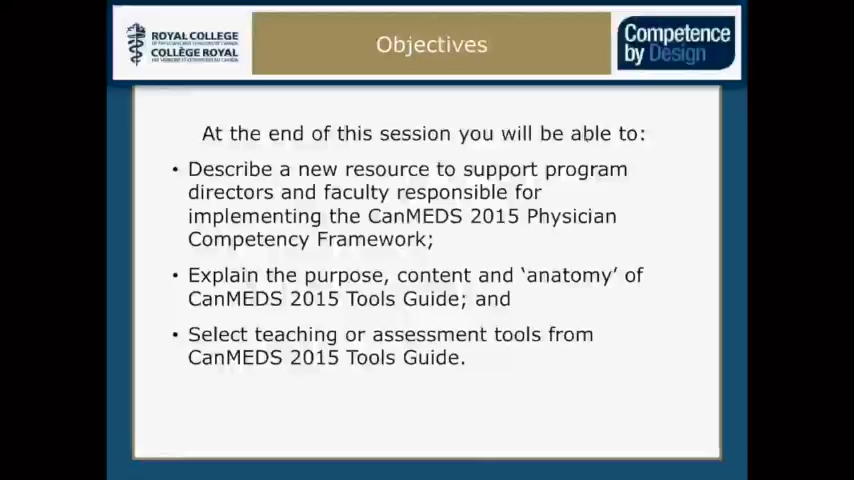 ROYAL COLLEGE
OF PHYSICIANS AND SURGEONS OF CANADA
COLLÈGE ROYAL
DES MÉDECINS ET CHIRURGIENS DU CANADA
Objectives
Competence
by Design
At the end of this session you will be able to:
• Describe a new resource to support program
directors and faculty responsible for
implementing the CanMEDS 2015 Physician
Competency Framework;
• Explain the purpose, content and ‘anatomy’ of
CanMEDS 2015 Tools Guide; and
• Select teaching or assessment tools from
CanMEDS 2015 Tools Guide.